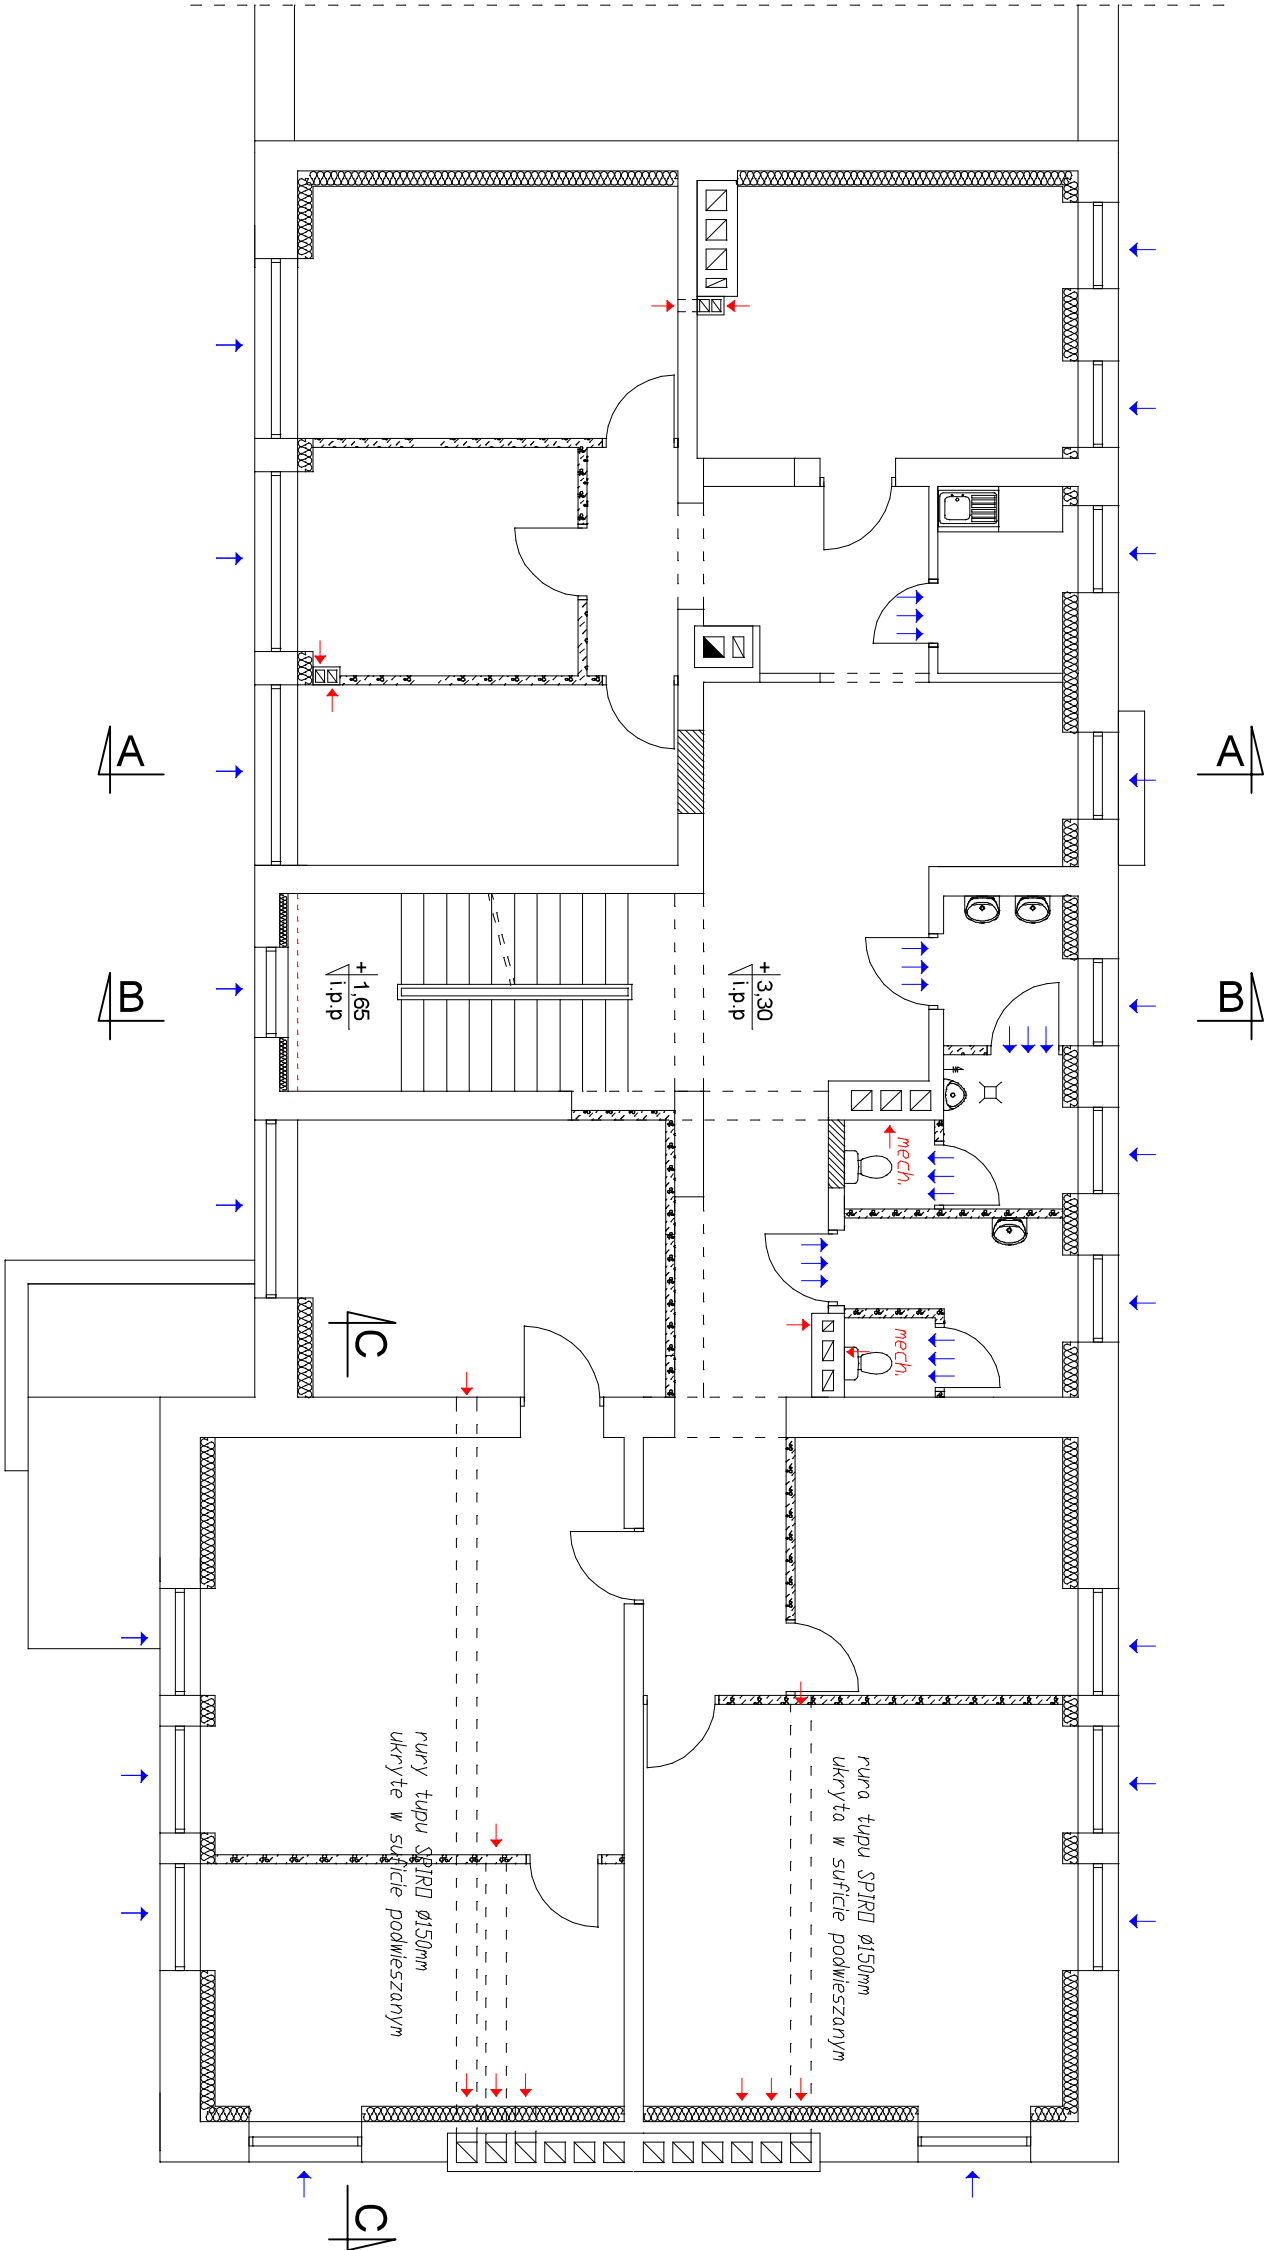 A
A
B
B
+1,65
i.p.p
+3,30
i.p.p
mech.
mech.
C
rury typu SPIRO ø150mm
ukryte w suficie podwieszanym
rura typu SPIRO ø150mm
ukryta w suficie podwieszanym
C